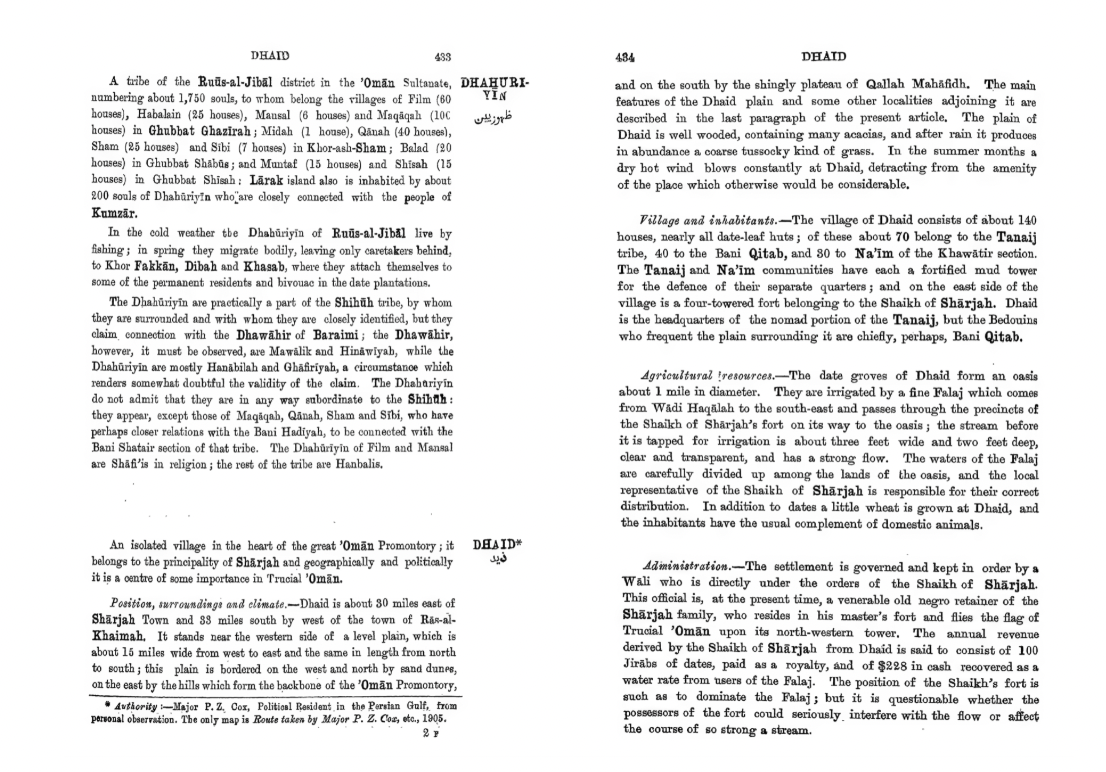 DHAID 433
A tribe of the Ruūs-al-Jibāl district in the 'Omān Sultanate,
numbering about 1,750 souls, to whom belong the villages of Film (60
houses), Habalain (25 houses), Mansal (6 houses) and Maqāqah (100
houses) in Ghubbat Ghazīrah; Midah (1 house), Qānah (40 houses),
Sham (25 houses) and Sībi (7 houses) in Khor-ash-Sham; Balad (20
houses) in Ghubbat Shābūs; and Muntaf (15 houses) and Shīsah (15
houses) in Ghubbat Shīsah; Lārak island also is inhabited by about
200 souls of Dhahūriyīn who are closely connected with the people of
Kumzār.
DHAHURI-
YĪN
ظهوريين
In the cold weather the Dhahūriyīn of Ruūs-al-Jibāl live by
fishing; in spring they migrate bodily, leaving only caretakers behind,
to Khor Fakkān, Dibah and Khasab, where they attach themselves to
some of the permanent residents and bivouac in the date plantations.
The Dhahūriyīn are practically a part of the Shihūh tribe, by whom
they are surrounded and with whom they are closely identified, but they
claim connection with the Dhawāhir of Baraimi; the Dhawāhir,
however, it must be observed, are Mawālik and Hināwiyah, while the
Dhahūriyīn are mostly Hanābilah and Ghāfiriyah, a circumstance which
renders somewhat doubtful the validity of the claim. The Dhahūriyīn
do not admit that they are in any way subordinate to the Shihūh:
they appear, except those of Maqāqah, Qānah, Sham and Sībi, who have
perhaps closer relations with the Bani Hadīyah, to be connected with the
Bani Shatair section of that tribe. The Dhahūriyīn of Film and Mansal
are Shāfi'is in religion; the rest of the tribe are Hanbalis.
An isolated village in the heart of the great 'Omān Promontory; it
belongs to the principality of Shārjah and geographically and politically
it is a centre of some importance in Trucial 'Omān.
DHAID*
ذيد
Position, surroundings and climate.—Dhaid is about 30 miles east of
Shārjah Town and 33 miles south by west of the town of Rās-al-
Khaimah. It stands near the western side of a level plain, which is
about 15 miles wide from west to east and the same in length from north
to south; this plain is bordered on the west and north by sand dunes,
on the east by the hills which form the backbone of the 'Omān Promontory,
* Authority:—Major P. Z. Cox, Political Resident in the Persian Gulf, from
personal observation. The only map is Route taken by Major P. Z. Cox, etc., 1905.
2 F
434 DHAID
and on the south by the shingly plateau of Qallah Mahāfidh. The main
features of the Dhaid plain and some other localities adjoining it are
described in the last paragraph of the present article. The plain of
Dhaid is well wooded, containing many acacias, and after rain it produces
in abundance a coarse tussocky kind of grass. In the summer months a
dry hot wind blows constantly at Dhaid, detracting from the amenity
of the place which otherwise would be considerable.
Village and inhabitants.—The village of Dhaid consists of about 140
houses, nearly all date-leaf huts; of these about 70 belong to the Tanaij
tribe, 40 to the Bani Qitab, and 30 to Na'īm of the Khawātir section.
The Tanaij and Na'īm communities have each a fortified mud tower
for the defence of their separate quarters; and on the east side of the
village is a four-towered fort belonging to the Shaikh of Shārjah. Dhaid
is the headquarters of the nomad portion of the Tanaij, but the Bedouins
who frequent the plain surrounding it are chiefly, perhaps, Bani Qitab.
Agricultural resources.—The date groves of Dhaid form an oasis
about 1 mile in diameter. They are irrigated by a fine Falaj which comes
from Wādi Haqālah to the south-east and passes through the precincts of
the Shaikh of Shārjah's fort on its way to the oasis; the stream before
it is tapped for irrigation is about three feet wide and two feet deep,
clear and transparent, and has a strong flow. The waters of the Falaj
are carefully divided up among the lands of the oasis, and the local
representative of the Shaikh of Shārjah is responsible for their correct
distribution. In addition to dates a little wheat is grown at Dhaid, and
the inhabitants have the usual complement of domestic animals.
Administration.—The settlement is governed and kept in order by a
Wāli who is directly under the orders of the Shaikh of Shārjah.
This official is, at the present time, a venerable old negro retainer of the
Shārjah family, who resides in his master's fort and flies the flag of
Trucial 'Omān upon its north-western tower. The annual revenue
derived by the Shaikh of Shārjah from Dhaid is said to consist of 100
Jirābs of dates, paid as a royalty, and of $228 in cash recovered as a
water rate from users of the Falaj. The position of the Shaikh's fort is
such as to dominate the Falaj; but it is questionable whether the
possessors of the fort could seriously interfere with the flow or affect
the course of so strong a stream.